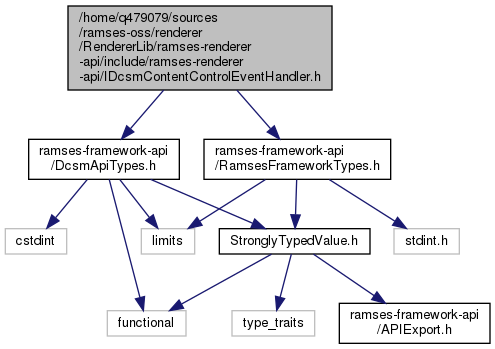 /home/q479079/sources
/ramses-oss/renderer
/RendererLib/ramses-renderer
-api/include/ramses-renderer
-api/IDcsmContentControlEventHandler.h
ramses-framework-api
/DcsmApiTypes.h
ramses-framework-api
/RamsesFrameworkTypes.h
cstdint
limits
StronglyTypedValue.h
stdint.h
functional
type_traits
ramses-framework-api
/APIExport.h